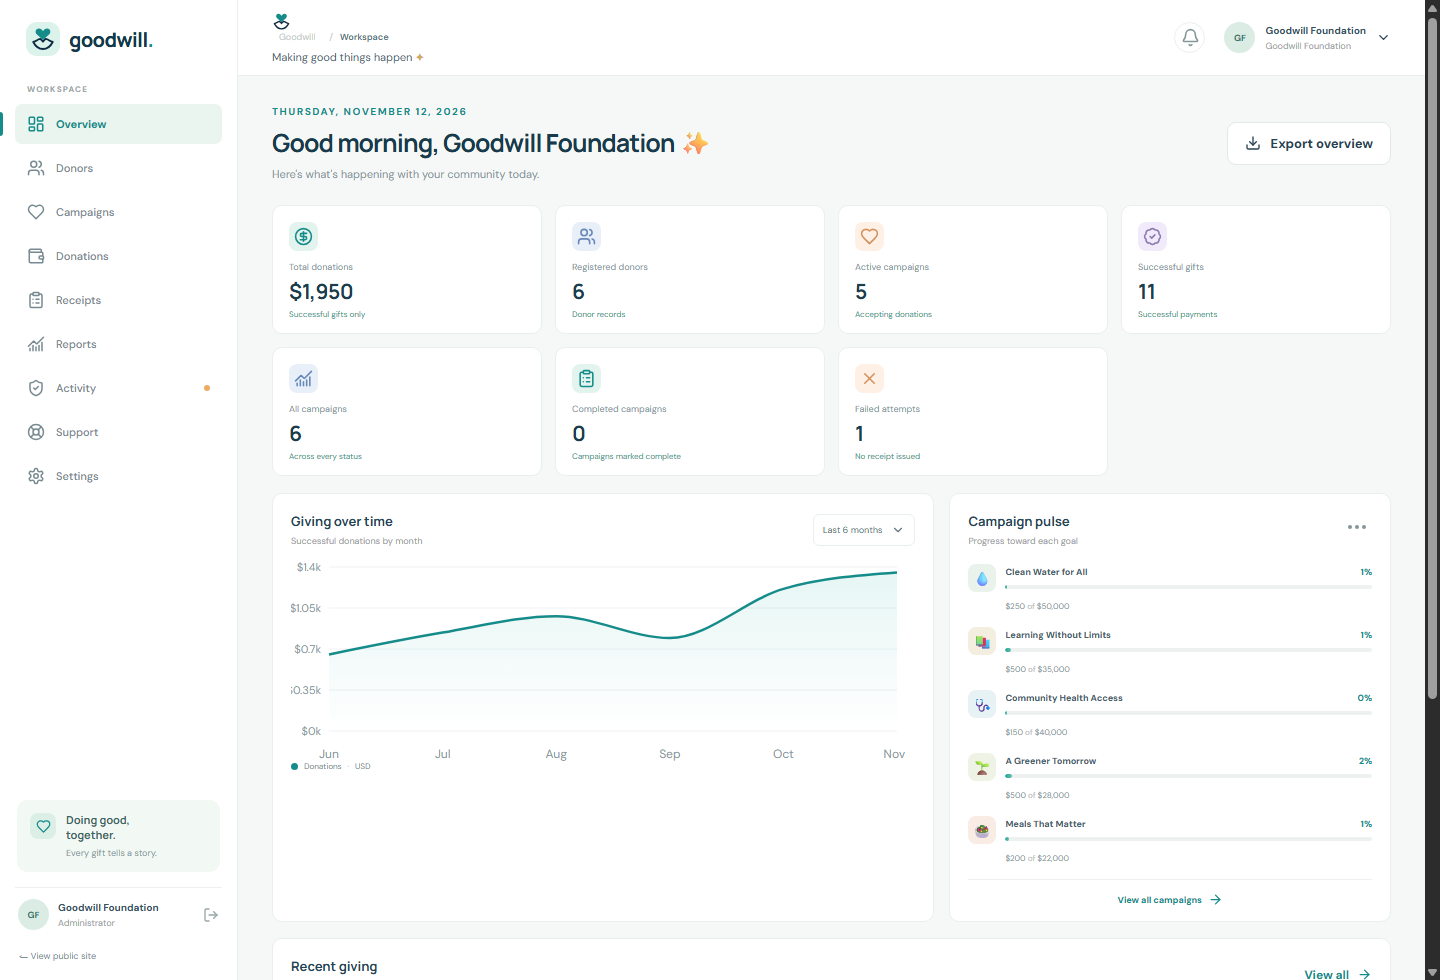 goodwill.
WORKSPACE
Overview
Donors
Campaigns
Donations
Receipts
Reports
Activity
Support
Settings
Doing good,
together.
Every gift tells a story.
GF
Goodwill Foundation
Administrator
View public site
Goodwill / Workspace
Making good things happen
GF
Goodwill Foundation
Goodwill Foundation
THURSDAY, NOVEMBER 12, 2026
Good morning, Goodwill Foundation
Here's what's happening with your community today.
Export overview
Total donations
$1,950
Successful gifts only
Registered donors
6
Donor records
Active campaigns
5
Accepting donations
Successful gifts
11
Successful payments
All campaigns
6
Across every status
Completed campaigns
0
Campaigns marked complete
Failed attempts
1
No receipt issued
Giving over time
Successful donations by month
Last 6 months
$1.4k
$1.05k
$0.7k
0.35k
$0k
Jun Jul Aug Sep Oct Nov
Donations · USD
Campaign pulse
Progress toward each goal
Clean Water for All 1%
$250 of $50,000
Learning Without Limits 1%
$500 of $35,000
Community Health Access 0%
$150 of $40,000
A Greener Tomorrow 2%
$500 of $28,000
Meals That Matter 1%
$200 of $22,000
View all campaigns
Recent giving
View all